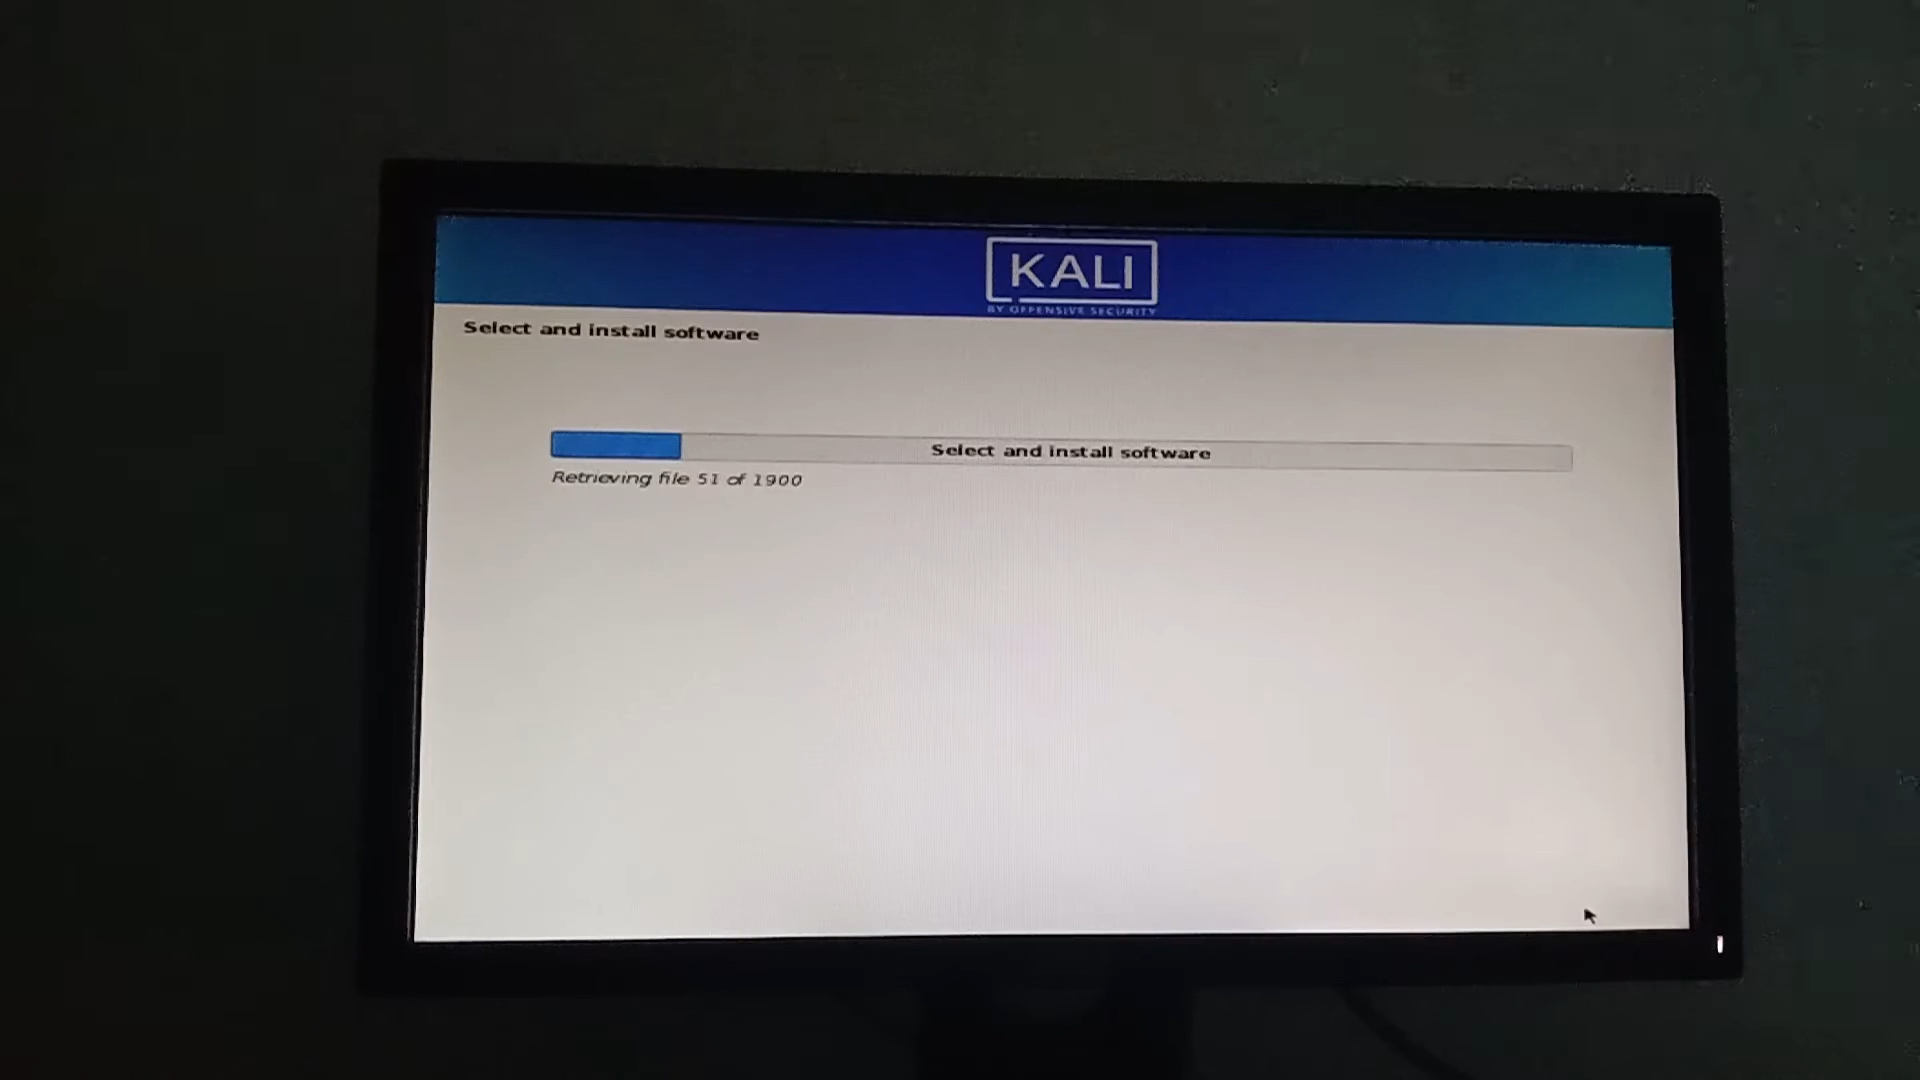 KALI
BY OFFENSIVE SECURITY
Select and install software
Select and install software
Retrieving file 51 of 1900